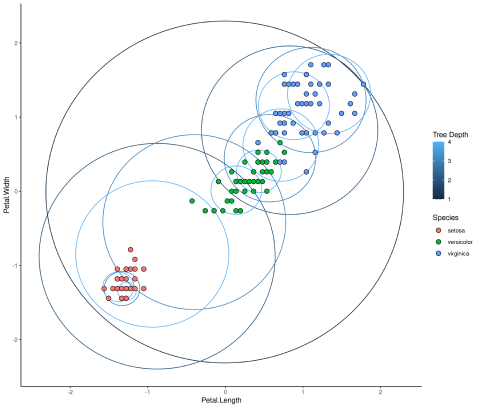 2
1
0
-1
-2
-2
-1
0
1
2
Petal.Length
Petal.Width
Tree Depth
4
3
2
1
Species
setosa
versicolor
virginica